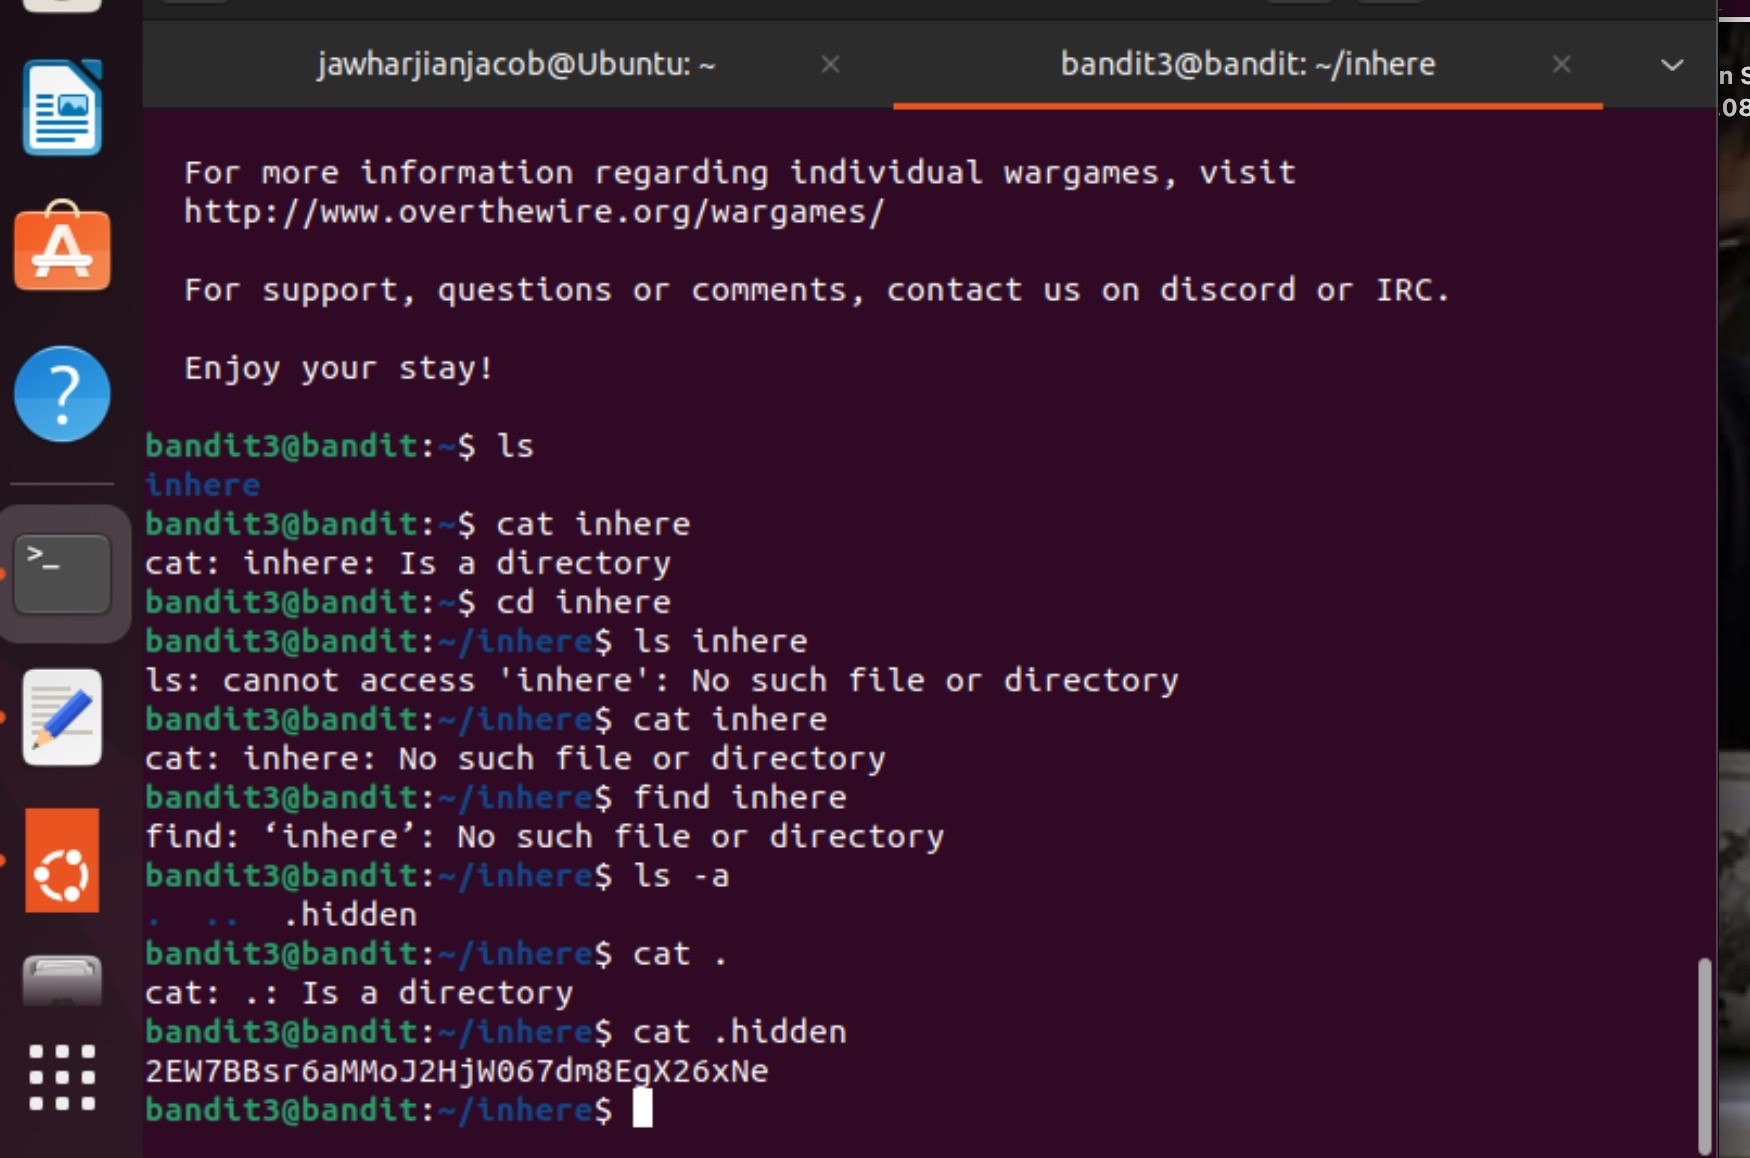 jawharjianjacob@Ubuntu: ~
bandit3@bandit: ~/inhere
For more information regarding individual wargames, visit
http://www.overthewire.org/wargames/
For support, questions or comments, contact us on discord or IRC.
Enjoy your stay!
bandit3@bandit:~$ ls
inhere
bandit3@bandit:~$ cat inhere
cat: inhere: Is a directory
bandit3@bandit:~$ cd inhere
bandit3@bandit:~/inhere$ ls inhere
ls: cannot access 'inhere': No such file or directory
bandit3@bandit:~/inhere$ cat inhere
cat: inhere: No such file or directory
bandit3@bandit:~/inhere$ find inhere
find: ‘inhere’: No such file or directory
bandit3@bandit:~/inhere$ ls -a
.  ..  .hidden
bandit3@bandit:~/inhere$ cat .
cat: .: Is a directory
bandit3@bandit:~/inhere$ cat .hidden
2EW7BBsr6aMMoJ2HjW067dm8EgX26xNe
bandit3@bandit:~/inhere$